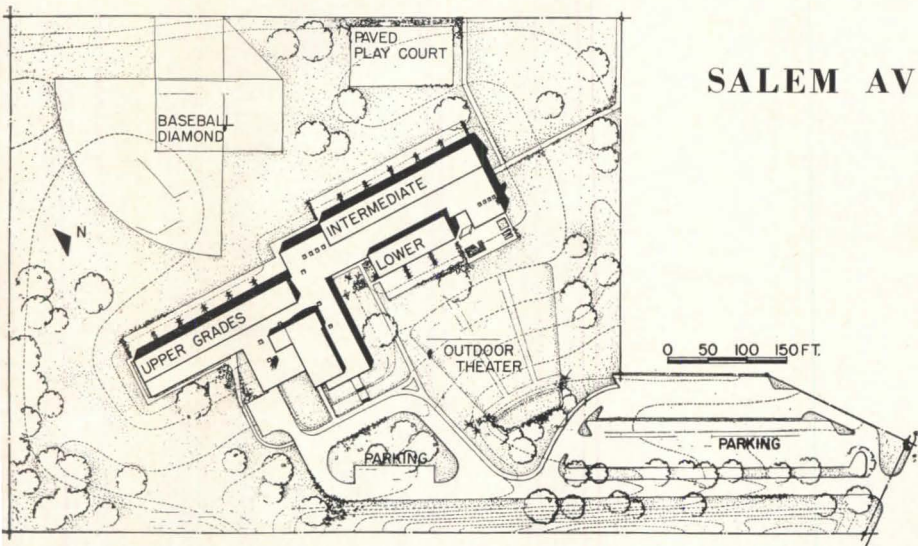 PAVED
PLAY COURT
SALEM AV
BASEBALL
DIAMOND
INTERMEDIATE
N
LOWER
UPPER GRADES
OUTDOOR
THEATER
0 50 100 150 FT.
PARKING
PARKING